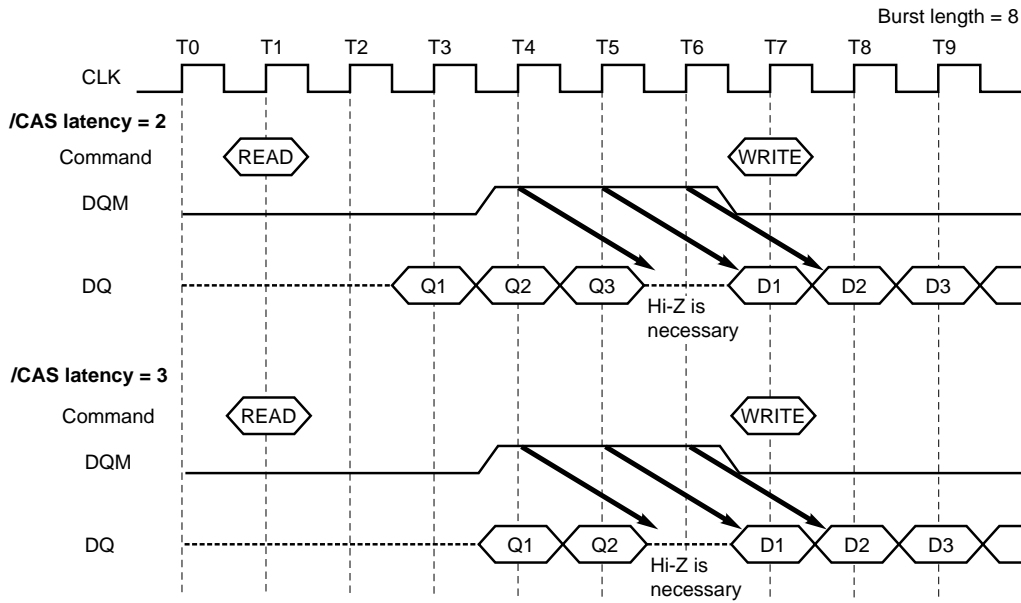 Burst length = 8
T0 T1 T2 T3 T4 T5 T6 T7 T8 T9
CLK
/CAS latency = 2
Command READ WRITE
DQM
DQ Q1 Q2 Q3 D1 D2 D3
Hi-Z is
necessary
/CAS latency = 3
Command READ WRITE
DQM
DQ Q1 Q2 D1 D2 D3
Hi-Z is
necessary